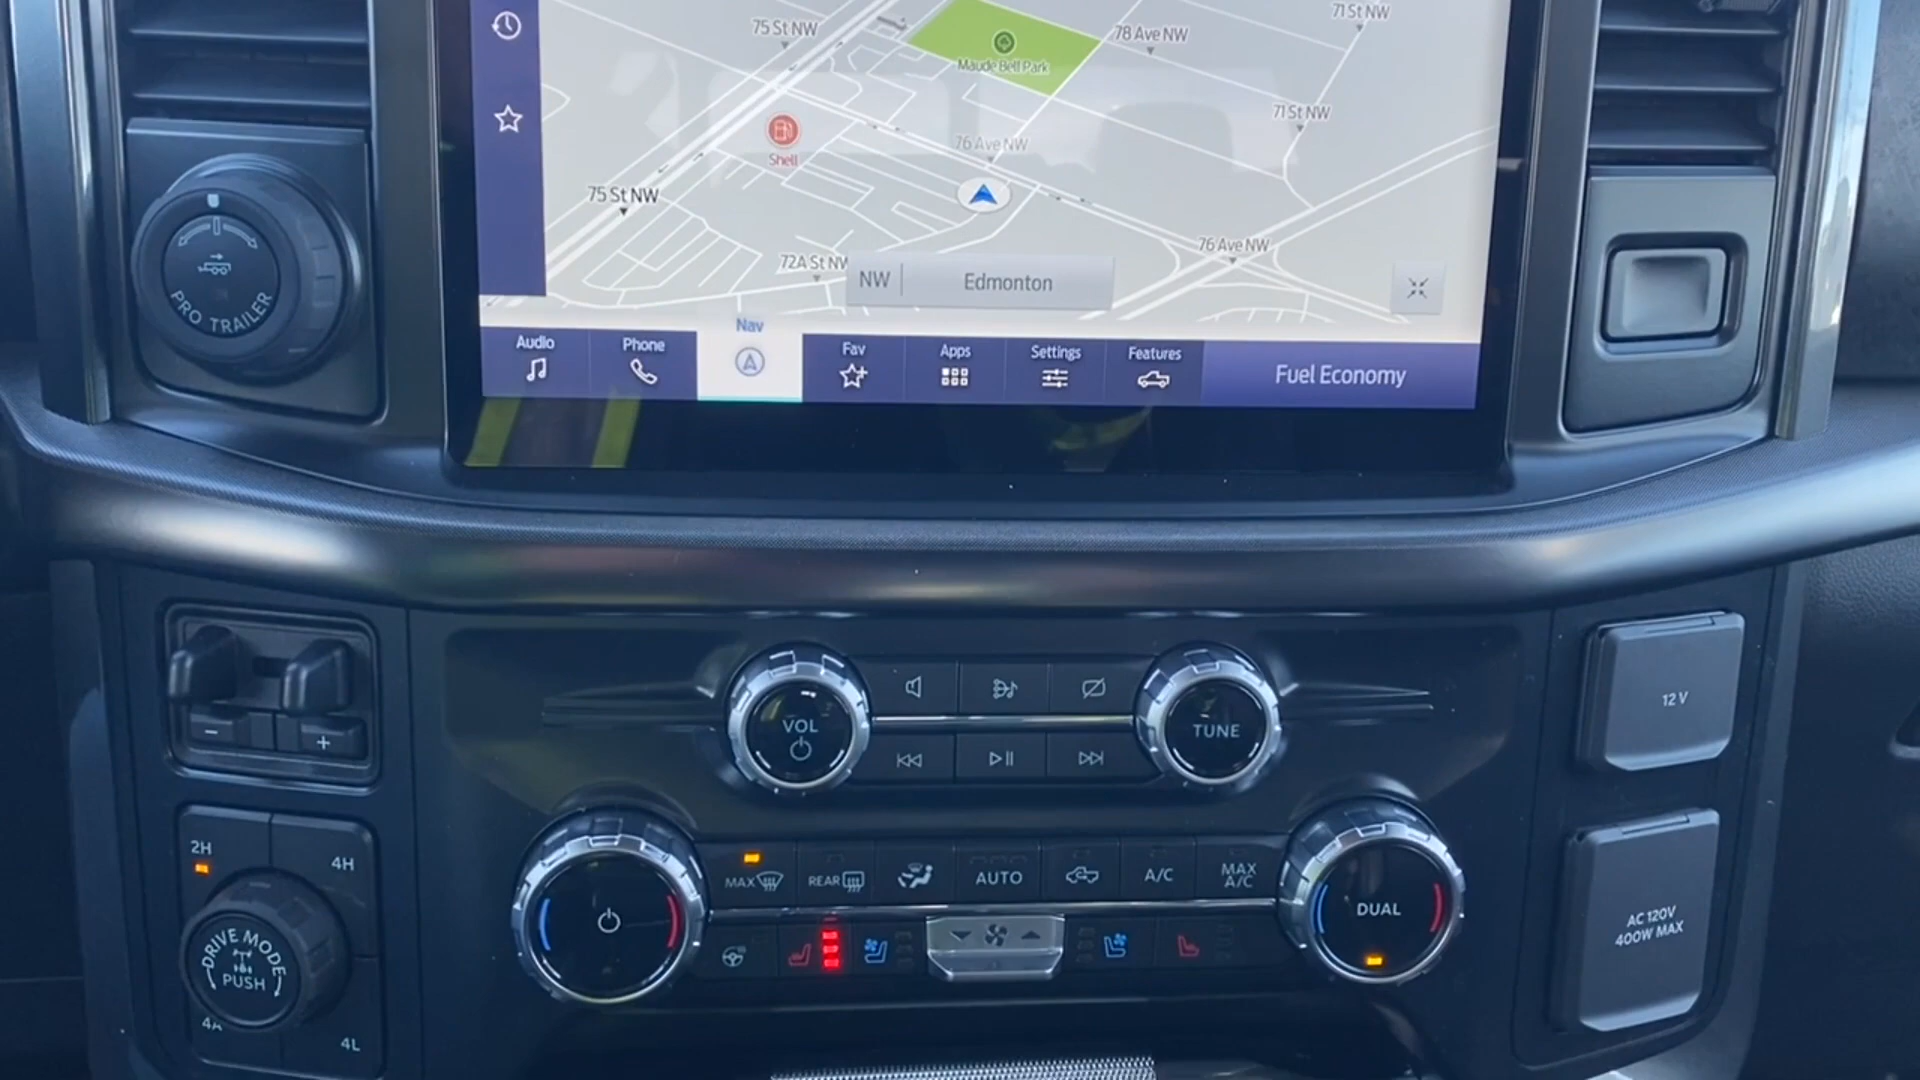 75 St NW
78 Ave NW
71 St NW
Maude Bell Park
71 St NW
76 Ave NW
Shell
75 St NW
76 Ave NW
72A St NW
NW
Edmonton
PRO TRAILER
Nav
Audio
Phone
Fav
Apps
Settings
Features
Fuel Economy
VOL
TUNE
12 V
- +
2H
4H
MAX
REAR
AUTO
A/C
MAX
A/C
DUAL
AC 120V
400W MAX
DRIVE MODE
PUSH
4A
4L